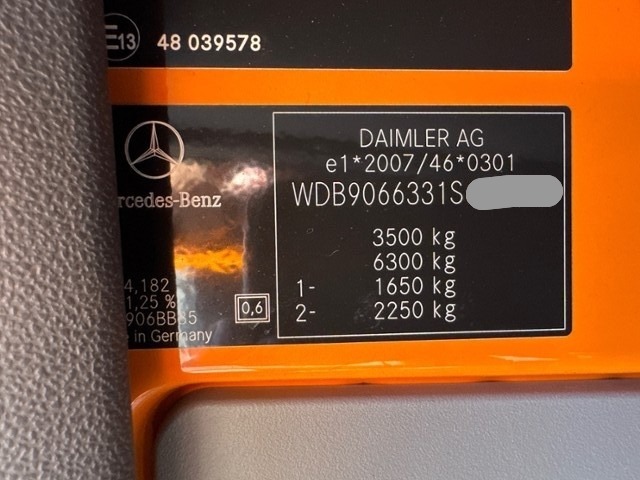 E13 48 039578
DAIMLER AG
e1*2007/46*0301
WDB9066331S
rcedes-Benz
3500 kg
6300 kg
1- 1650 kg
2- 2250 kg
4,182
1,25 %
906BB35
0,6
in Germany